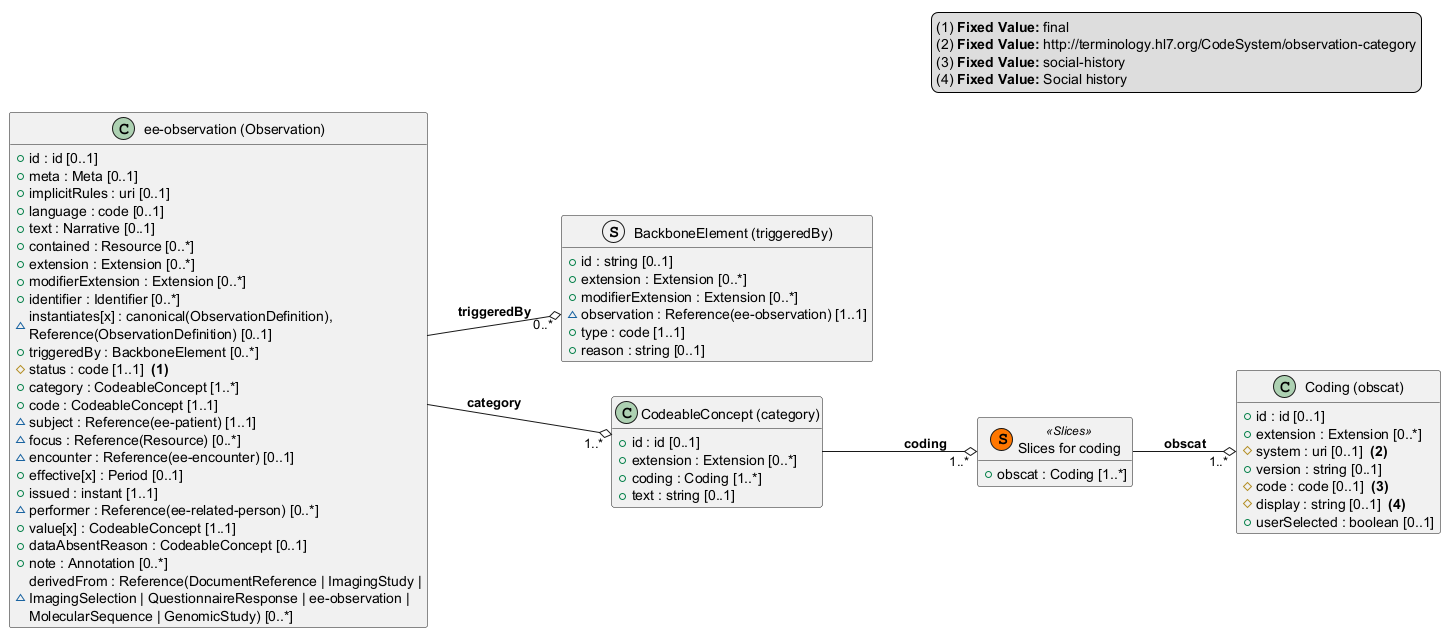 (1) Fixed Value: final
(2) Fixed Value: http://terminology.hl7.org/CodeSystem/observation-category
(3) Fixed Value: social-history
(4) Fixed Value: Social history
C ee-observation (Observation)
id : id [0..1]
meta : Meta [0..1]
implicitRules : uri [0..1]
language : code [0..1]
text : Narrative [0..1]
contained : Resource [0..*]
extension : Extension [0..*]
modifierExtension : Extension [0..*]
identifier : Identifier [0..*]
instantiates[x] : canonical(ObservationDefinition),
Reference(ObservationDefinition) [0..1]
triggeredBy : BackboneElement [0..*]
status : code [1..1] (1)
category : CodeableConcept [1..*]
code : CodeableConcept [1..1]
subject : Reference(ee-patient) [1..1]
focus : Reference(Resource) [0..*]
encounter : Reference(ee-encounter) [0..1]
effective[x] : Period [0..1]
issued : instant [1..1]
performer : Reference(ee-related-person) [0..*]
value[x] : CodeableConcept [1..1]
dataAbsentReason : CodeableConcept [0..1]
note : Annotation [0..*]
derivedFrom : Reference(DocumentReference | ImagingStudy |
ImagingSelection | QuestionnaireResponse | ee-observation |
MolecularSequence | GenomicStudy) [0..*]
triggeredBy
0..*
S BackboneElement (triggeredBy)
id : string [0..1]
extension : Extension [0..*]
modifierExtension : Extension [0..*]
observation : Reference(ee-observation) [1..1]
type : code [1..1]
reason : string [0..1]
category
1..*
C CodeableConcept (category)
id : id [0..1]
extension : Extension [0..*]
coding : Coding [1..*]
text : string [0..1]
coding
1..*
S «Slices»
Slices for coding
obscat : Coding [1..*]
obscat
1..*
C Coding (obscat)
id : id [0..1]
extension : Extension [0..*]
system : uri [0..1] (2)
version : string [0..1]
code : code [0..1] (3)
display : string [0..1] (4)
userSelected : boolean [0..1]